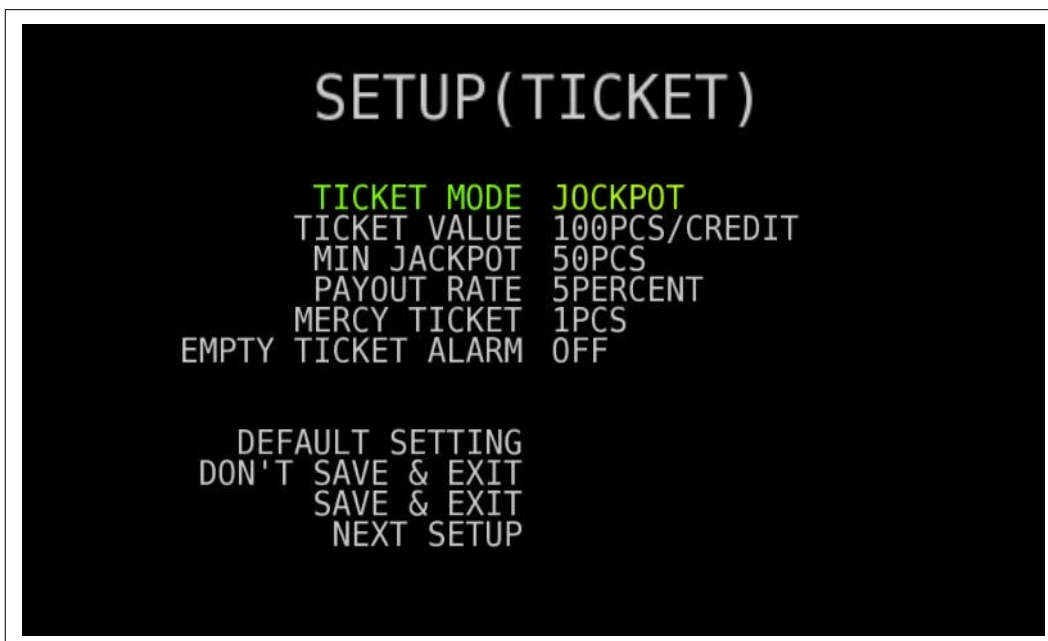 SETUP(TICKET)
TICKET MODE JOCKPOT
TICKET VALUE 100PCS/CREDIT
MIN JACKPOT 50PCS
PAYOUT RATE 5PERCENT
MERCY TICKET 1PCS
EMPTY TICKET ALARM OFF
DEFAULT SETTING
DON'T SAVE & EXIT
SAVE & EXIT
NEXT SETUP